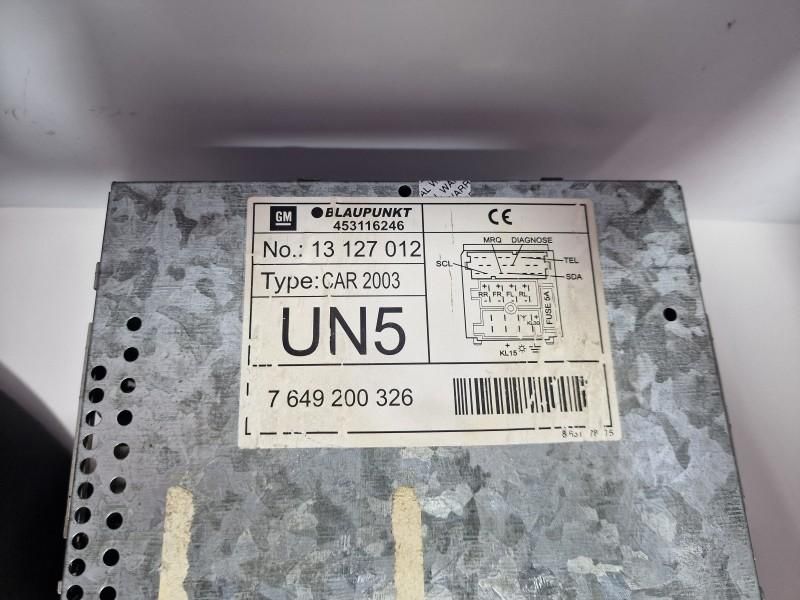 GM BLAUPUNKT
453116246
No.: 13 127 012
Type: CAR 2003
UN5
7 649 200 326
CE
MRQ DIAGNOSE
SCL TEL
SDA
RR FR FL RL
FUSE 5A
KL30
KL15